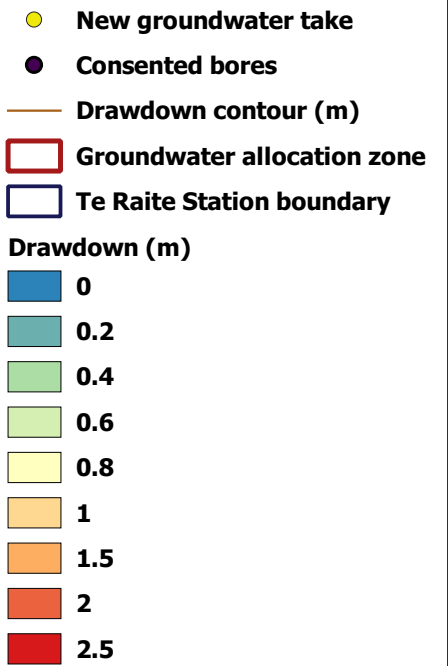 New groundwater take
Consented bores
Drawdown contour (m)
Groundwater allocation zone
Te Raite Station boundary
Drawdown (m)
0
0.2
0.4
0.6
0.8
1
1.5
2
2.5